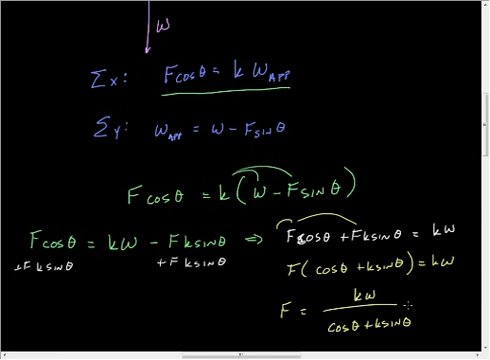 W
Σx: Fcosθ = k W_APP
Σy: W_APP = W - FsinΘ
Fcosθ = k(W - Fsinθ)
Fcosθ = kW - Fksinθ ⇒ Fcosθ + Fksinθ = kW
+Fksinθ +Fksinθ
F(cosθ + ksinθ) = kW
F = kW / cosθ + ksinθ